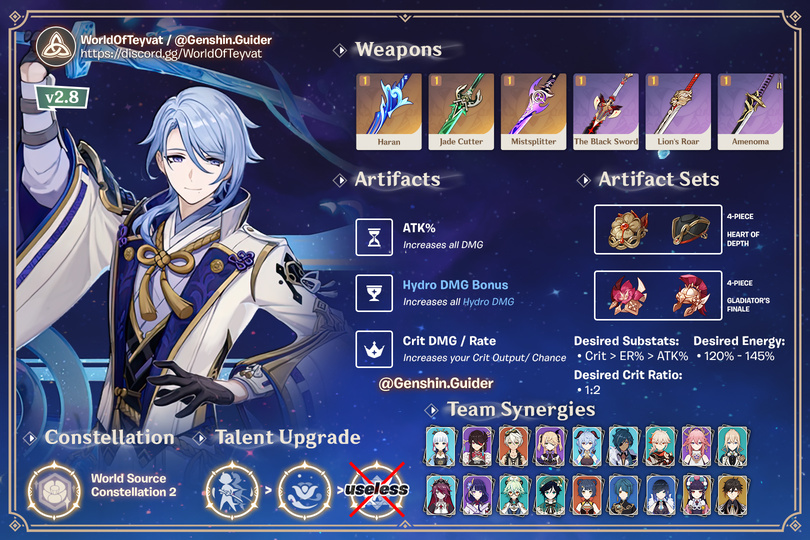 WorldOfTeyvat / @Genshin.Guider
https://discord.gg/WorldOfTeyvat
v2.8
Weapons
1 1 1 1 1 1
Haran Jade Cutter Mistsplitter The Black Sword Lion's Roar Amenoma
Artifacts
ATK%
Increases all DMG
Hydro DMG Bonus
Increases all Hydro DMG
Crit DMG / Rate
Increases your Crit Output/ Chance
@Genshin.Guider
Artifact Sets
4-PIECE
HEART OF
DEPTH
4-PIECE
GLADIATOR'S
FINALE
Desired Substats:
• Crit > ER% > ATK%
Desired Energy:
• 120% - 145%
Desired Crit Ratio:
• 1:2
Team Synergies
Constellation
World Source
Constellation 2
Talent Upgrade
> > useless